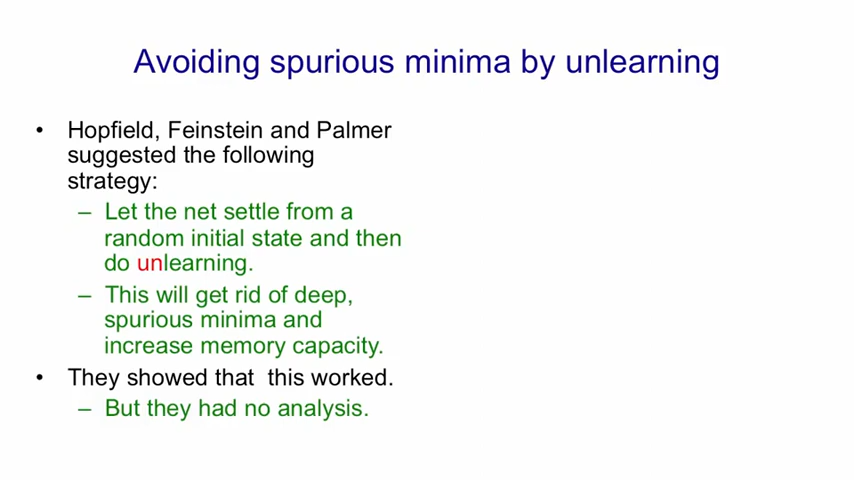 Avoiding spurious minima by unlearning
• Hopfield, Feinstein and Palmer
suggested the following
strategy:
– Let the net settle from a
random initial state and then
do unlearning.
– This will get rid of deep,
spurious minima and
increase memory capacity.
• They showed that  this worked.
– But they had no analysis.